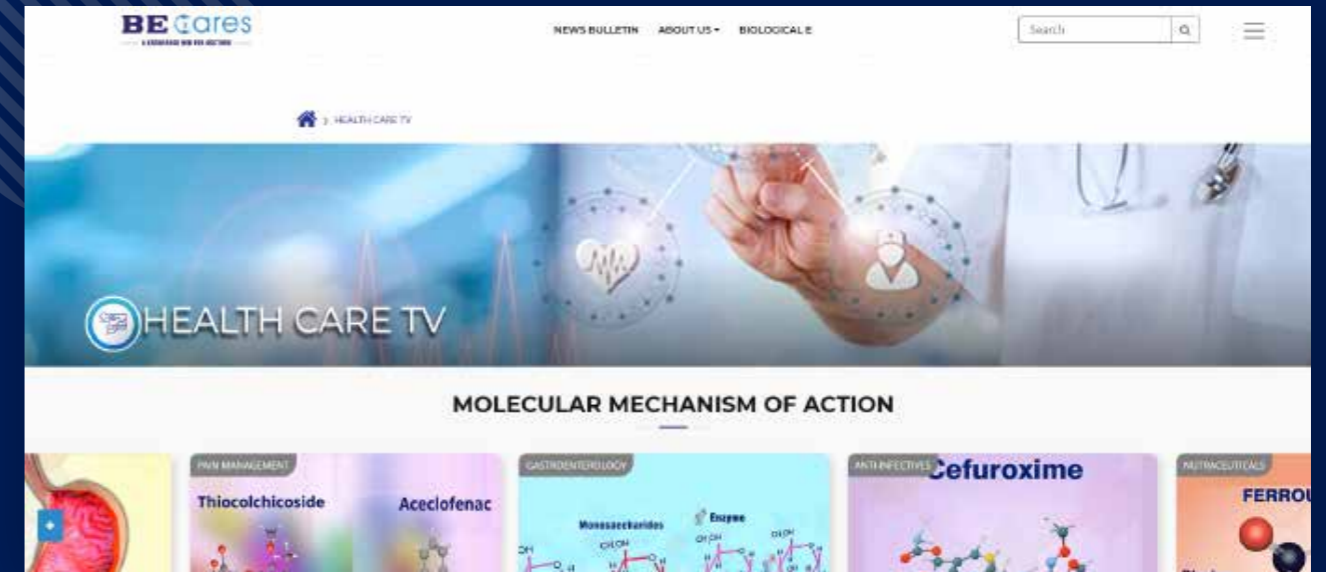 BE Cares
NEWS BULLETIN ABOUT US BIOLOGICAL E
Search
HEALTH CARE TV
HEALTH CARE TV
MOLECULAR MECHANISM OF ACTION
PAIN MANAGEMENT
Thiocolchicoside Aceclofenac
GASTROENTEROLOGY
Monosaccharides Enzyme
ANTI INFECTIVES
Cefuroxime
NUTRACEUTICALS
FERROU